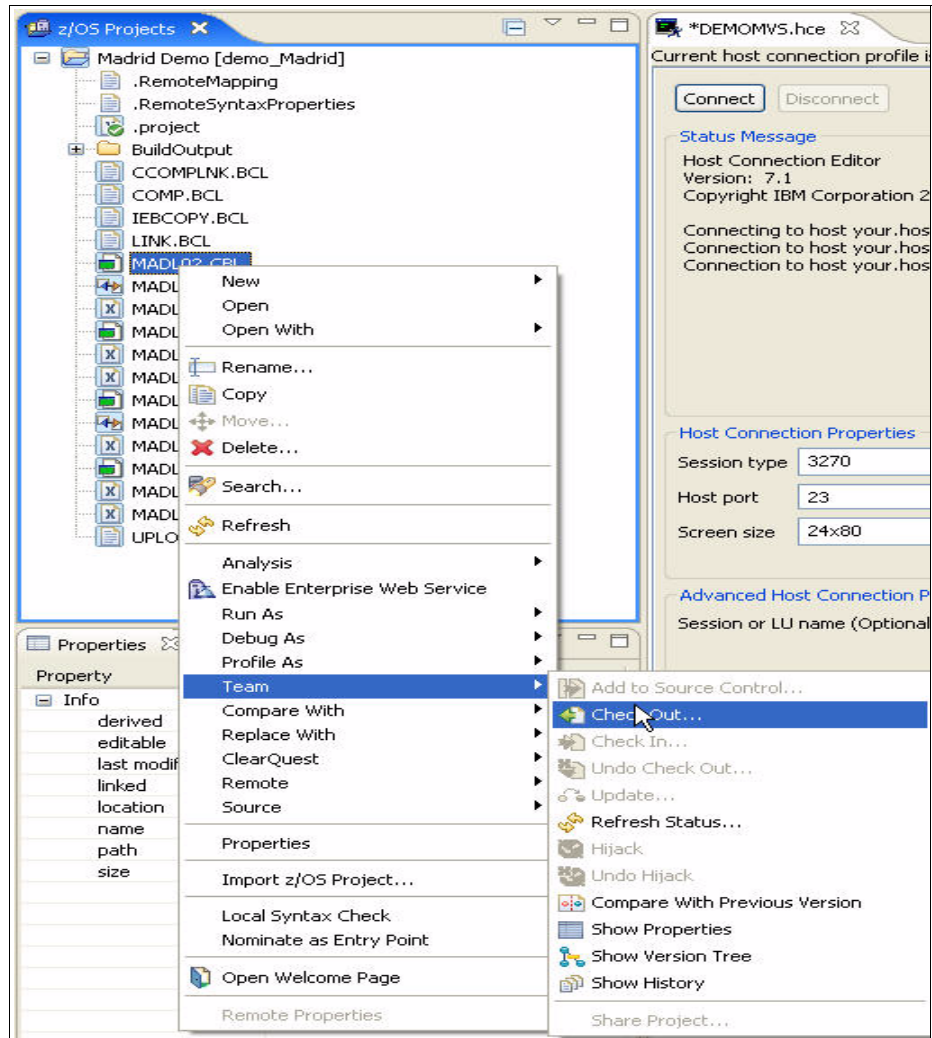 z/OS Projects
Madrid Demo [demo_Madrid]
.RemoteMapping
.RemoteSyntaxProperties
.project
BuildOutput
CCOMPLNK.BCL
COMP.BCL
IEBCOPY.BCL
LINK.BCL
MADL02.CBL
MADL
MADL
MADL
MADL
MADL
MADL
MADL
MADL
MADL
MADL
MADL
UPLO
New
Open
Open With
Rename...
Copy
Move...
Delete...
Search...
Refresh
Analysis
Enable Enterprise Web Service
Run As
Debug As
Profile As
Team
Compare With
Replace With
ClearQuest
Remote
Source
Properties
Import z/OS Project...
Local Syntax Check
Nominate as Entry Point
Open Welcome Page
Remote Properties
Add to Source Control...
Check Out...
Check In...
Undo Check Out...
Update...
Refresh Status...
Hijack
Undo Hijack
Compare With Previous Version
Show Properties
Show Version Tree
Show History
Share Project...
Properties
Property
Info
derived
editable
last modif
linked
location
name
path
size
*DEMOMVS.hce
Current host connection profile i
Connect
Disconnect
Status Message
Host Connection Editor
Version: 7.1
Copyright IBM Corporation 2
Connecting to host your.hos
Connection to host your.hos
Connection to host your.hos
Host Connection Properties
Session type 3270
Host port 23
Screen size 24x80
Advanced Host Connection P
Session or LU name (Optional